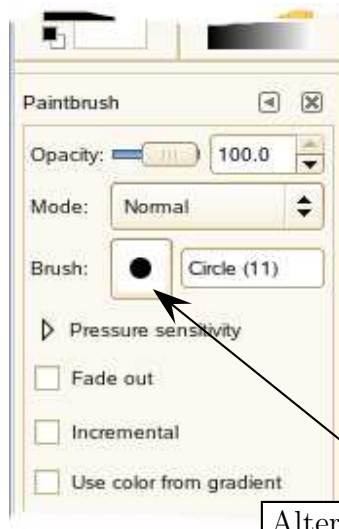 Paintbrush
Opacity: 100.0
Mode: Normal
Brush: Circle (11)
Pressure sensitivity
Fade out
Incremental
Use color from gradient